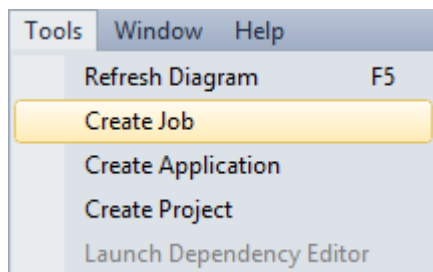 Tools Window Help
Refresh Diagram F5
Create Job
Create Application
Create Project
Launch Dependency Editor